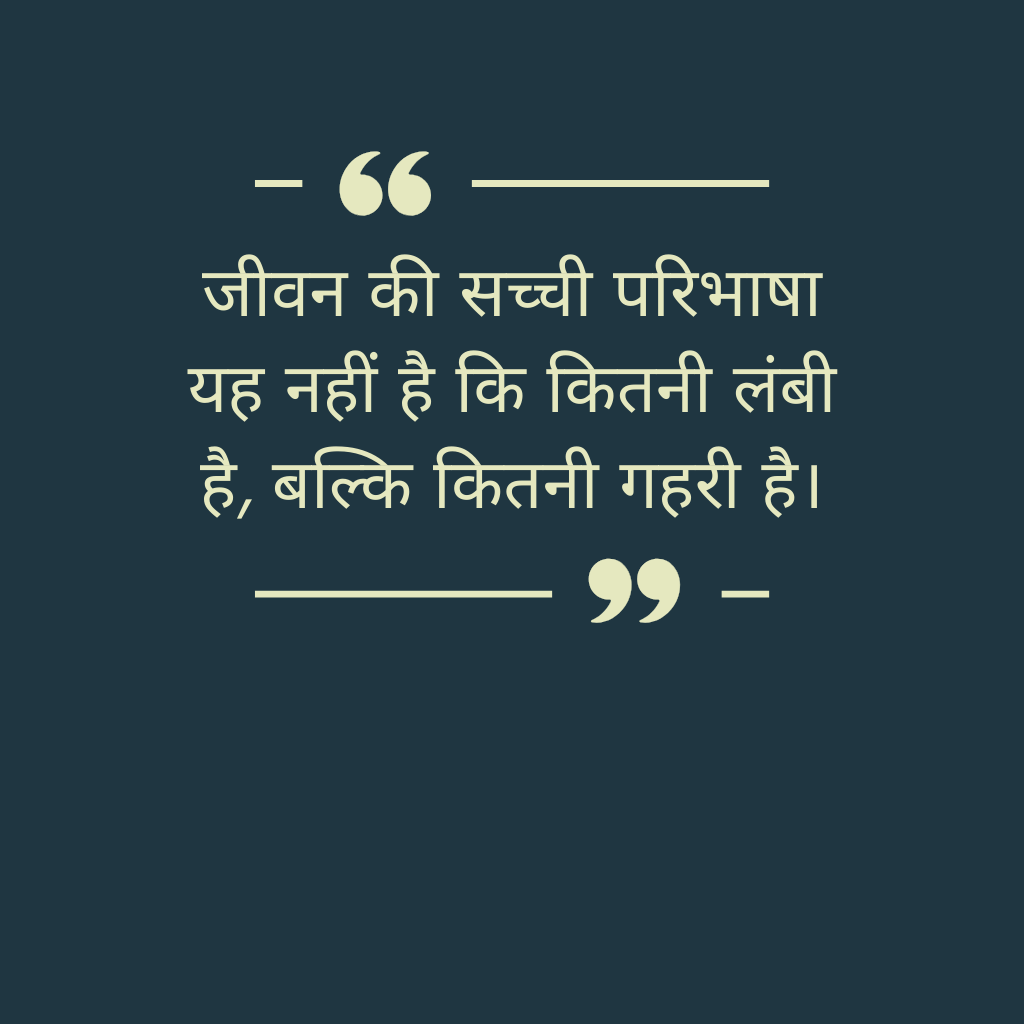 “
जीवन की सच्ची परिभाषा
यह नहीं है कि कितनी लंबी
है, बल्कि कितनी गहरी है।
”